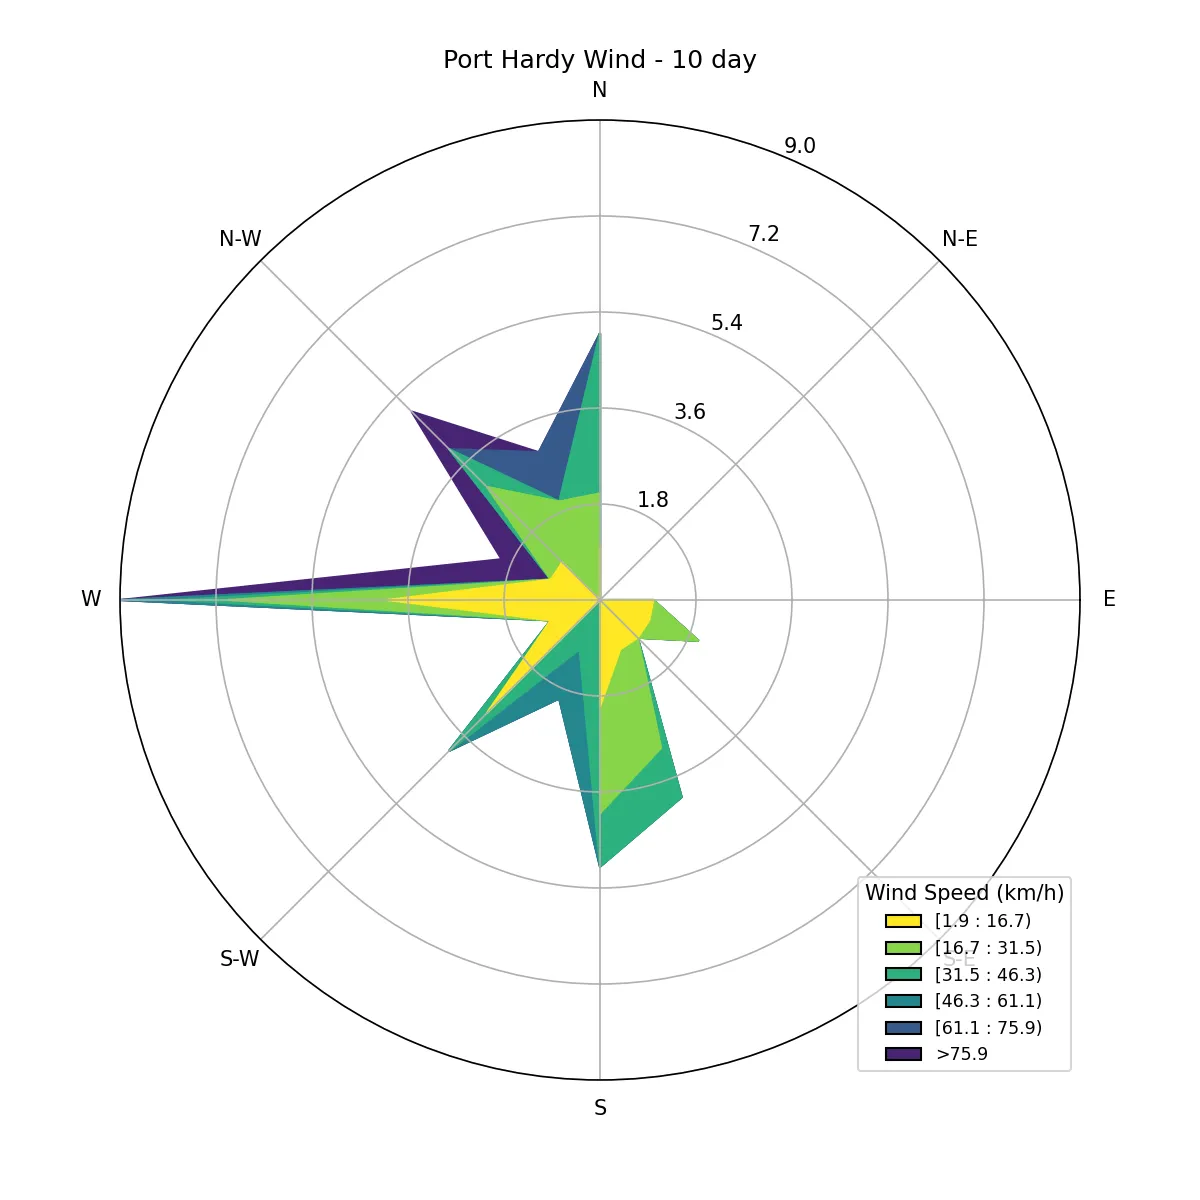 Port Hardy Wind - 10 day
N
9.0
N-W
N-E
7.2
5.4
3.6
1.8
W
E
Wind Speed (km/h)
[1.9 : 16.7)
[16.7 : 31.5)
S-W
S-E
[31.5 : 46.3)
[46.3 : 61.1)
[61.1 : 75.9)
>75.9
S